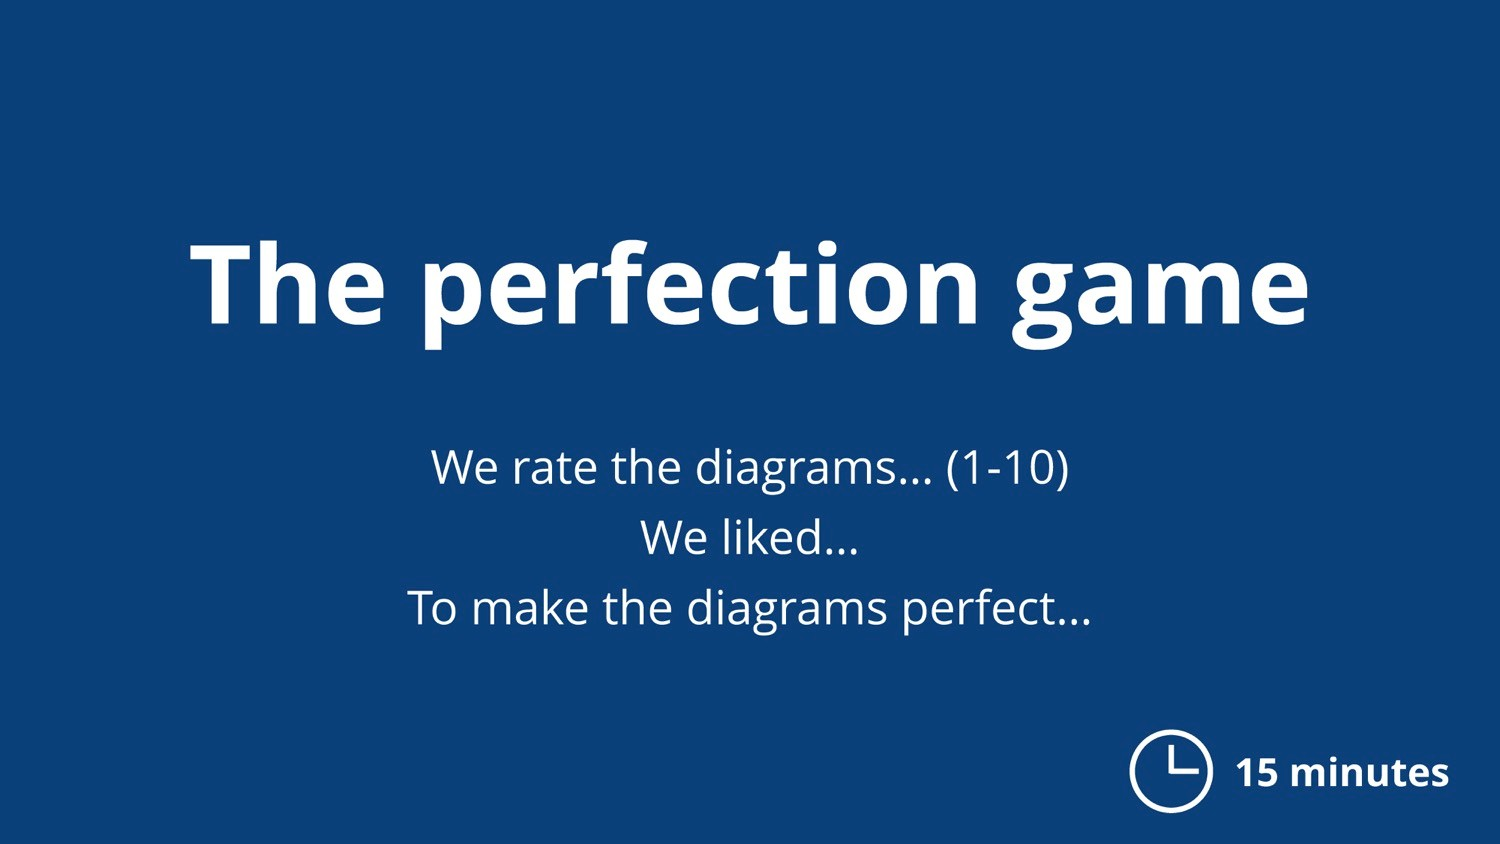 The perfection game
We rate the diagrams... (1-10)
We liked...
To make the diagrams perfect...
15 minutes